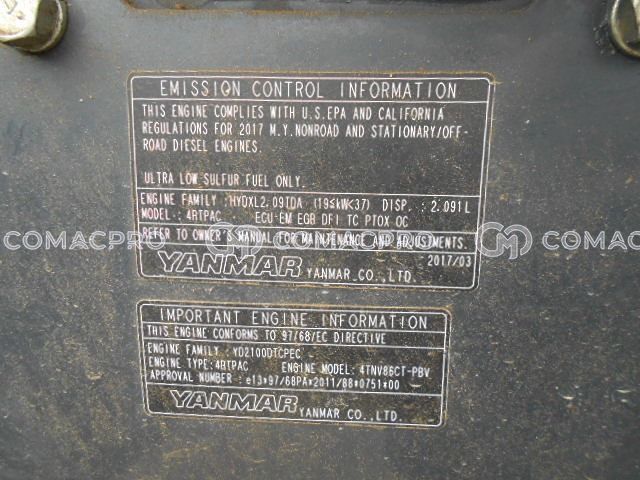 EMISSION CONTROL INFORMATION
THIS ENGINE COMPLIES WITH U.S.EPA AND CALIFORNIA
REGULATIONS FOR 2017 M.Y.NONROAD AND STATIONARY/OFF-
ROAD DIESEL ENGINES.
ULTRA LOW SULFUR FUEL ONLY.
ENGINE FAMILY : HYDXL2.09TDA (19≤kW<37) DISP. : 2.091L
MODEL : 4RTPAC ECU-EM EGR DFI TC PTOX OC
REFER TO OWNER'S MANUAL FOR MAINTENANCE AND ADJUSTMENTS.
YANMAR YANMAR CO.,LTD. 2017/03
COMACPRO COMACPRO COMACPRO
IMPORTANT ENGINE INFORMATION
THIS ENGINE CONFORMS TO 97/68/EC DIRECTIVE
ENGINE FAMILY : YD2100DTCPEC
ENGINE TYPE: 4RTPAC ENGINE MODEL: 4TNV86CT-PBV
APPROVAL NUMBER : e13*97/68PA*2011/88*0751*00
YANMAR YANMAR CO.,LTD.